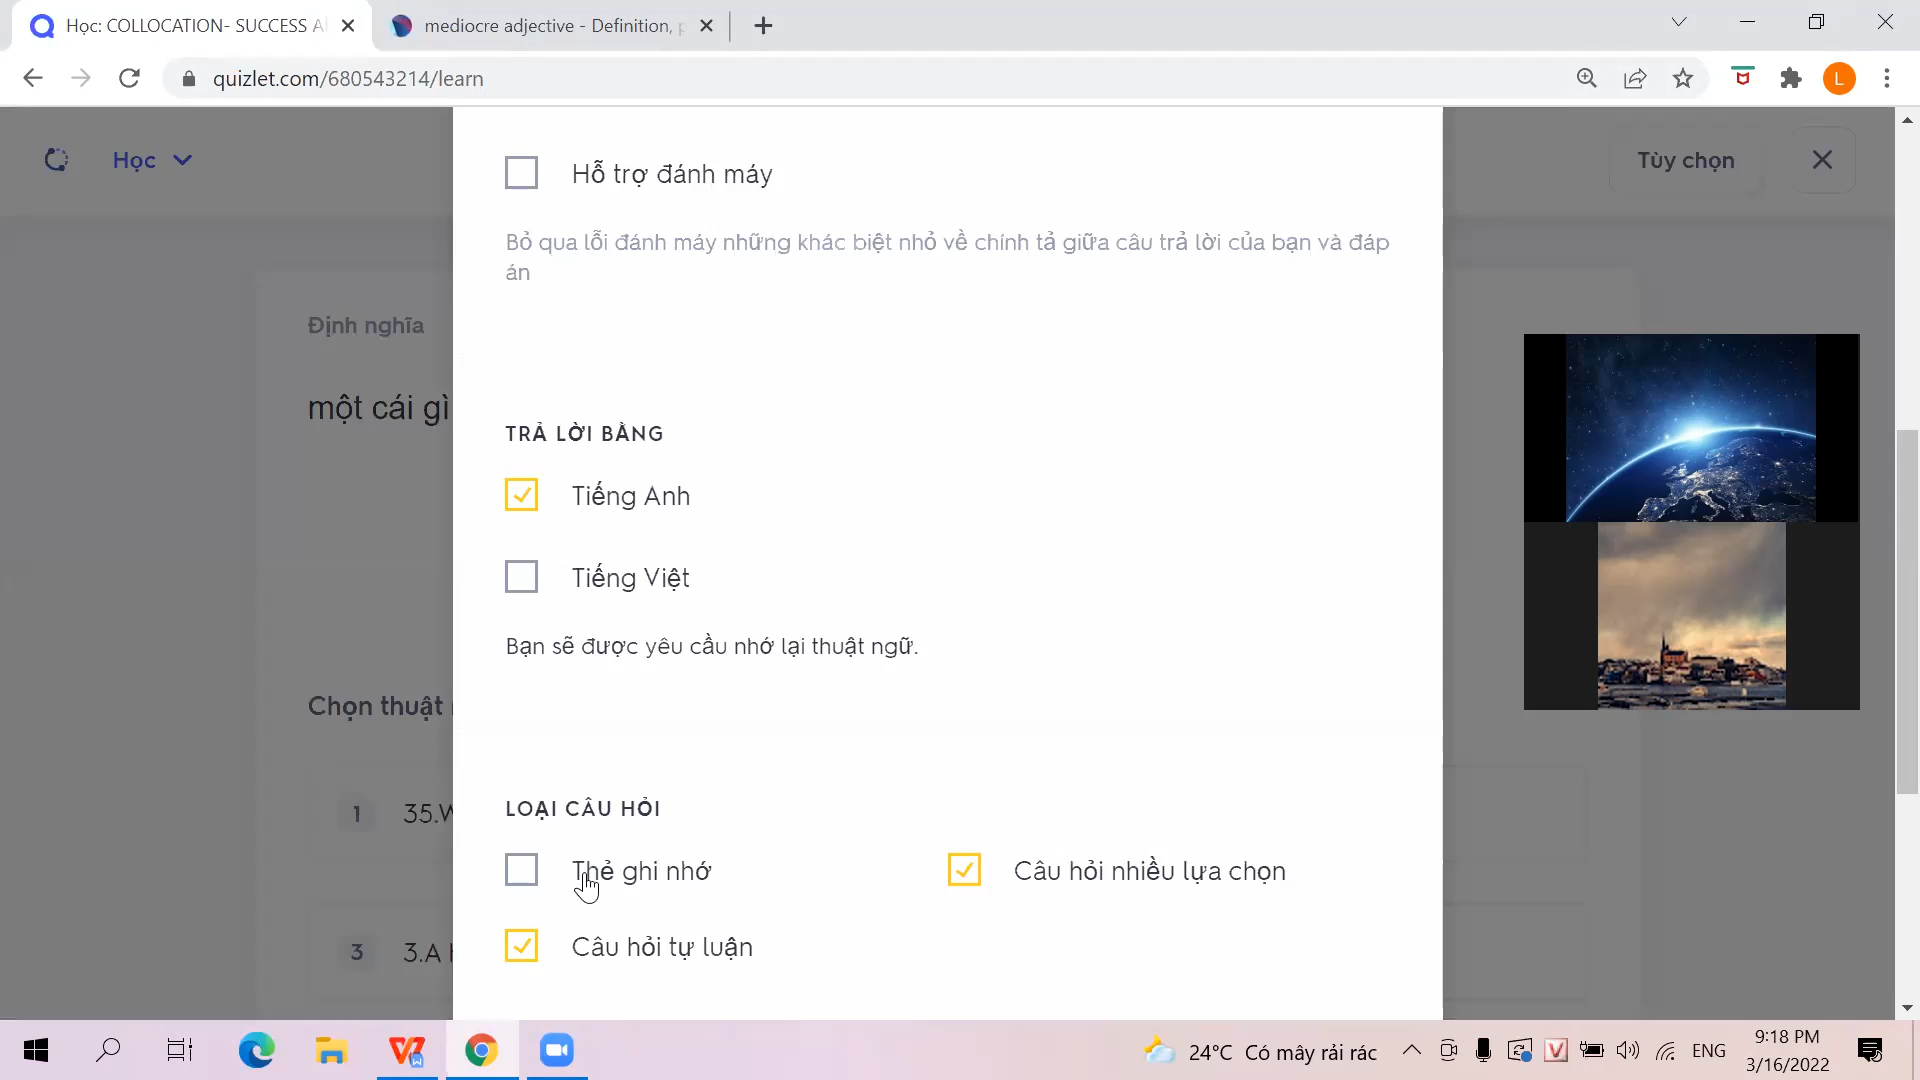 Học: COLLOCATION- SUCCESS A
mediocre adjective - Definition,
quizlet.com/680543214/learn
L
Học
Tùy chọn
Hỗ trợ đánh máy
Bỏ qua lỗi đánh máy những khác biệt nhỏ về chính tả giữa câu trả lời của bạn và đáp
án
Định nghĩa
một cái gì
TRẢ LỜI BẰNG
Tiếng Anh
Tiếng Việt
Bạn sẽ được yêu cầu nhớ lại thuật ngữ.
Chọn thuật
LOẠI CÂU HỎI
1
35.W
Thẻ ghi nhớ
Câu hỏi nhiều lựa chọn
3
3.A
Câu hỏi tự luận
24°C Có mây rải rác
ENG
9:18 PM
3/16/2022